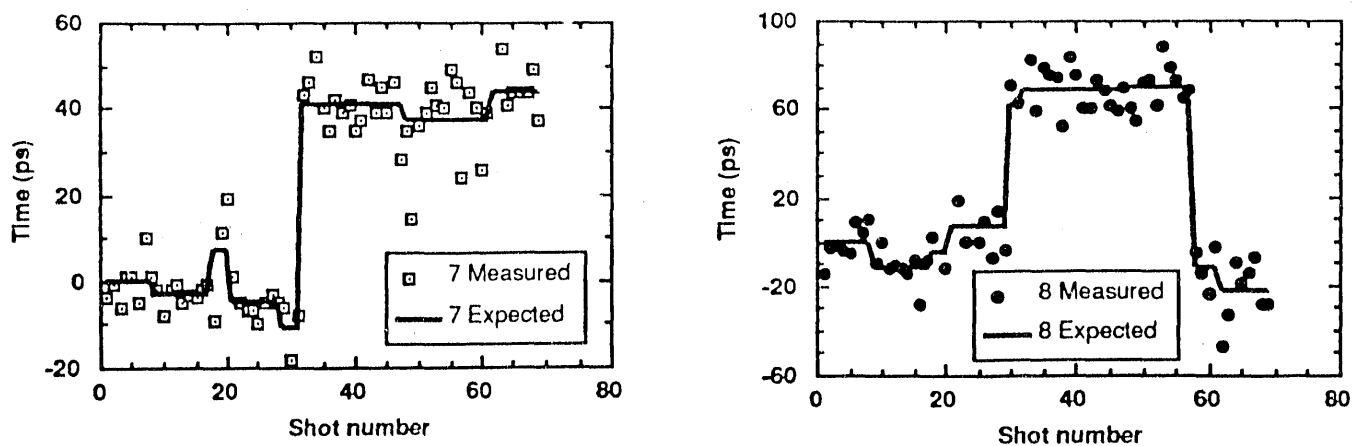 60
40
20
0
-20
Time (ps)
0 20 40 60 80
Shot number
7 Measured
7 Expected
100
60
20
-20
-60
Time (ps)
0 20 40 60 80
Shot number
8 Measured
8 Expected